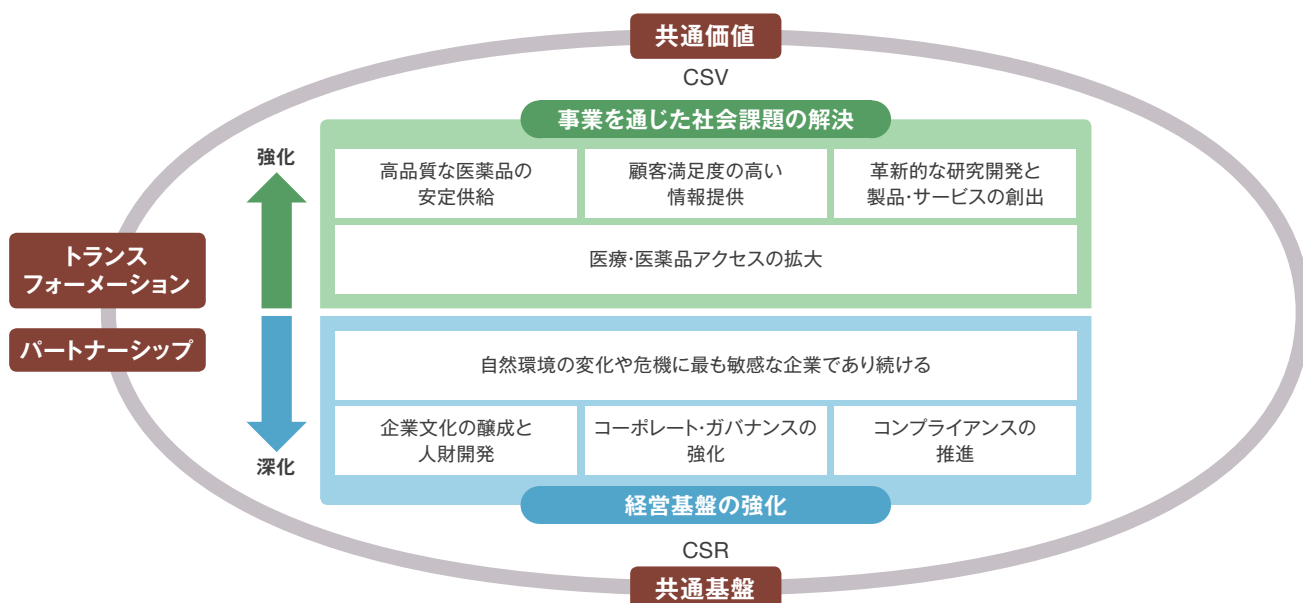 共通価値
CSV
事業を通じた社会課題の解決
強化
高品質な医薬品の
安定供給
顧客満足度の高い
情報提供
革新的な研究開発と
製品・サービスの創出
医療・医薬品アクセスの拡大
トランス
フォーメーション
パートナーシップ
自然環境の変化や危機に最も敏感な企業であり続ける
企業文化の醸成と
人財開発
コーポレート・ガバナンスの
強化
コンプライアンスの
推進
深化
経営基盤の強化
CSR
共通基盤